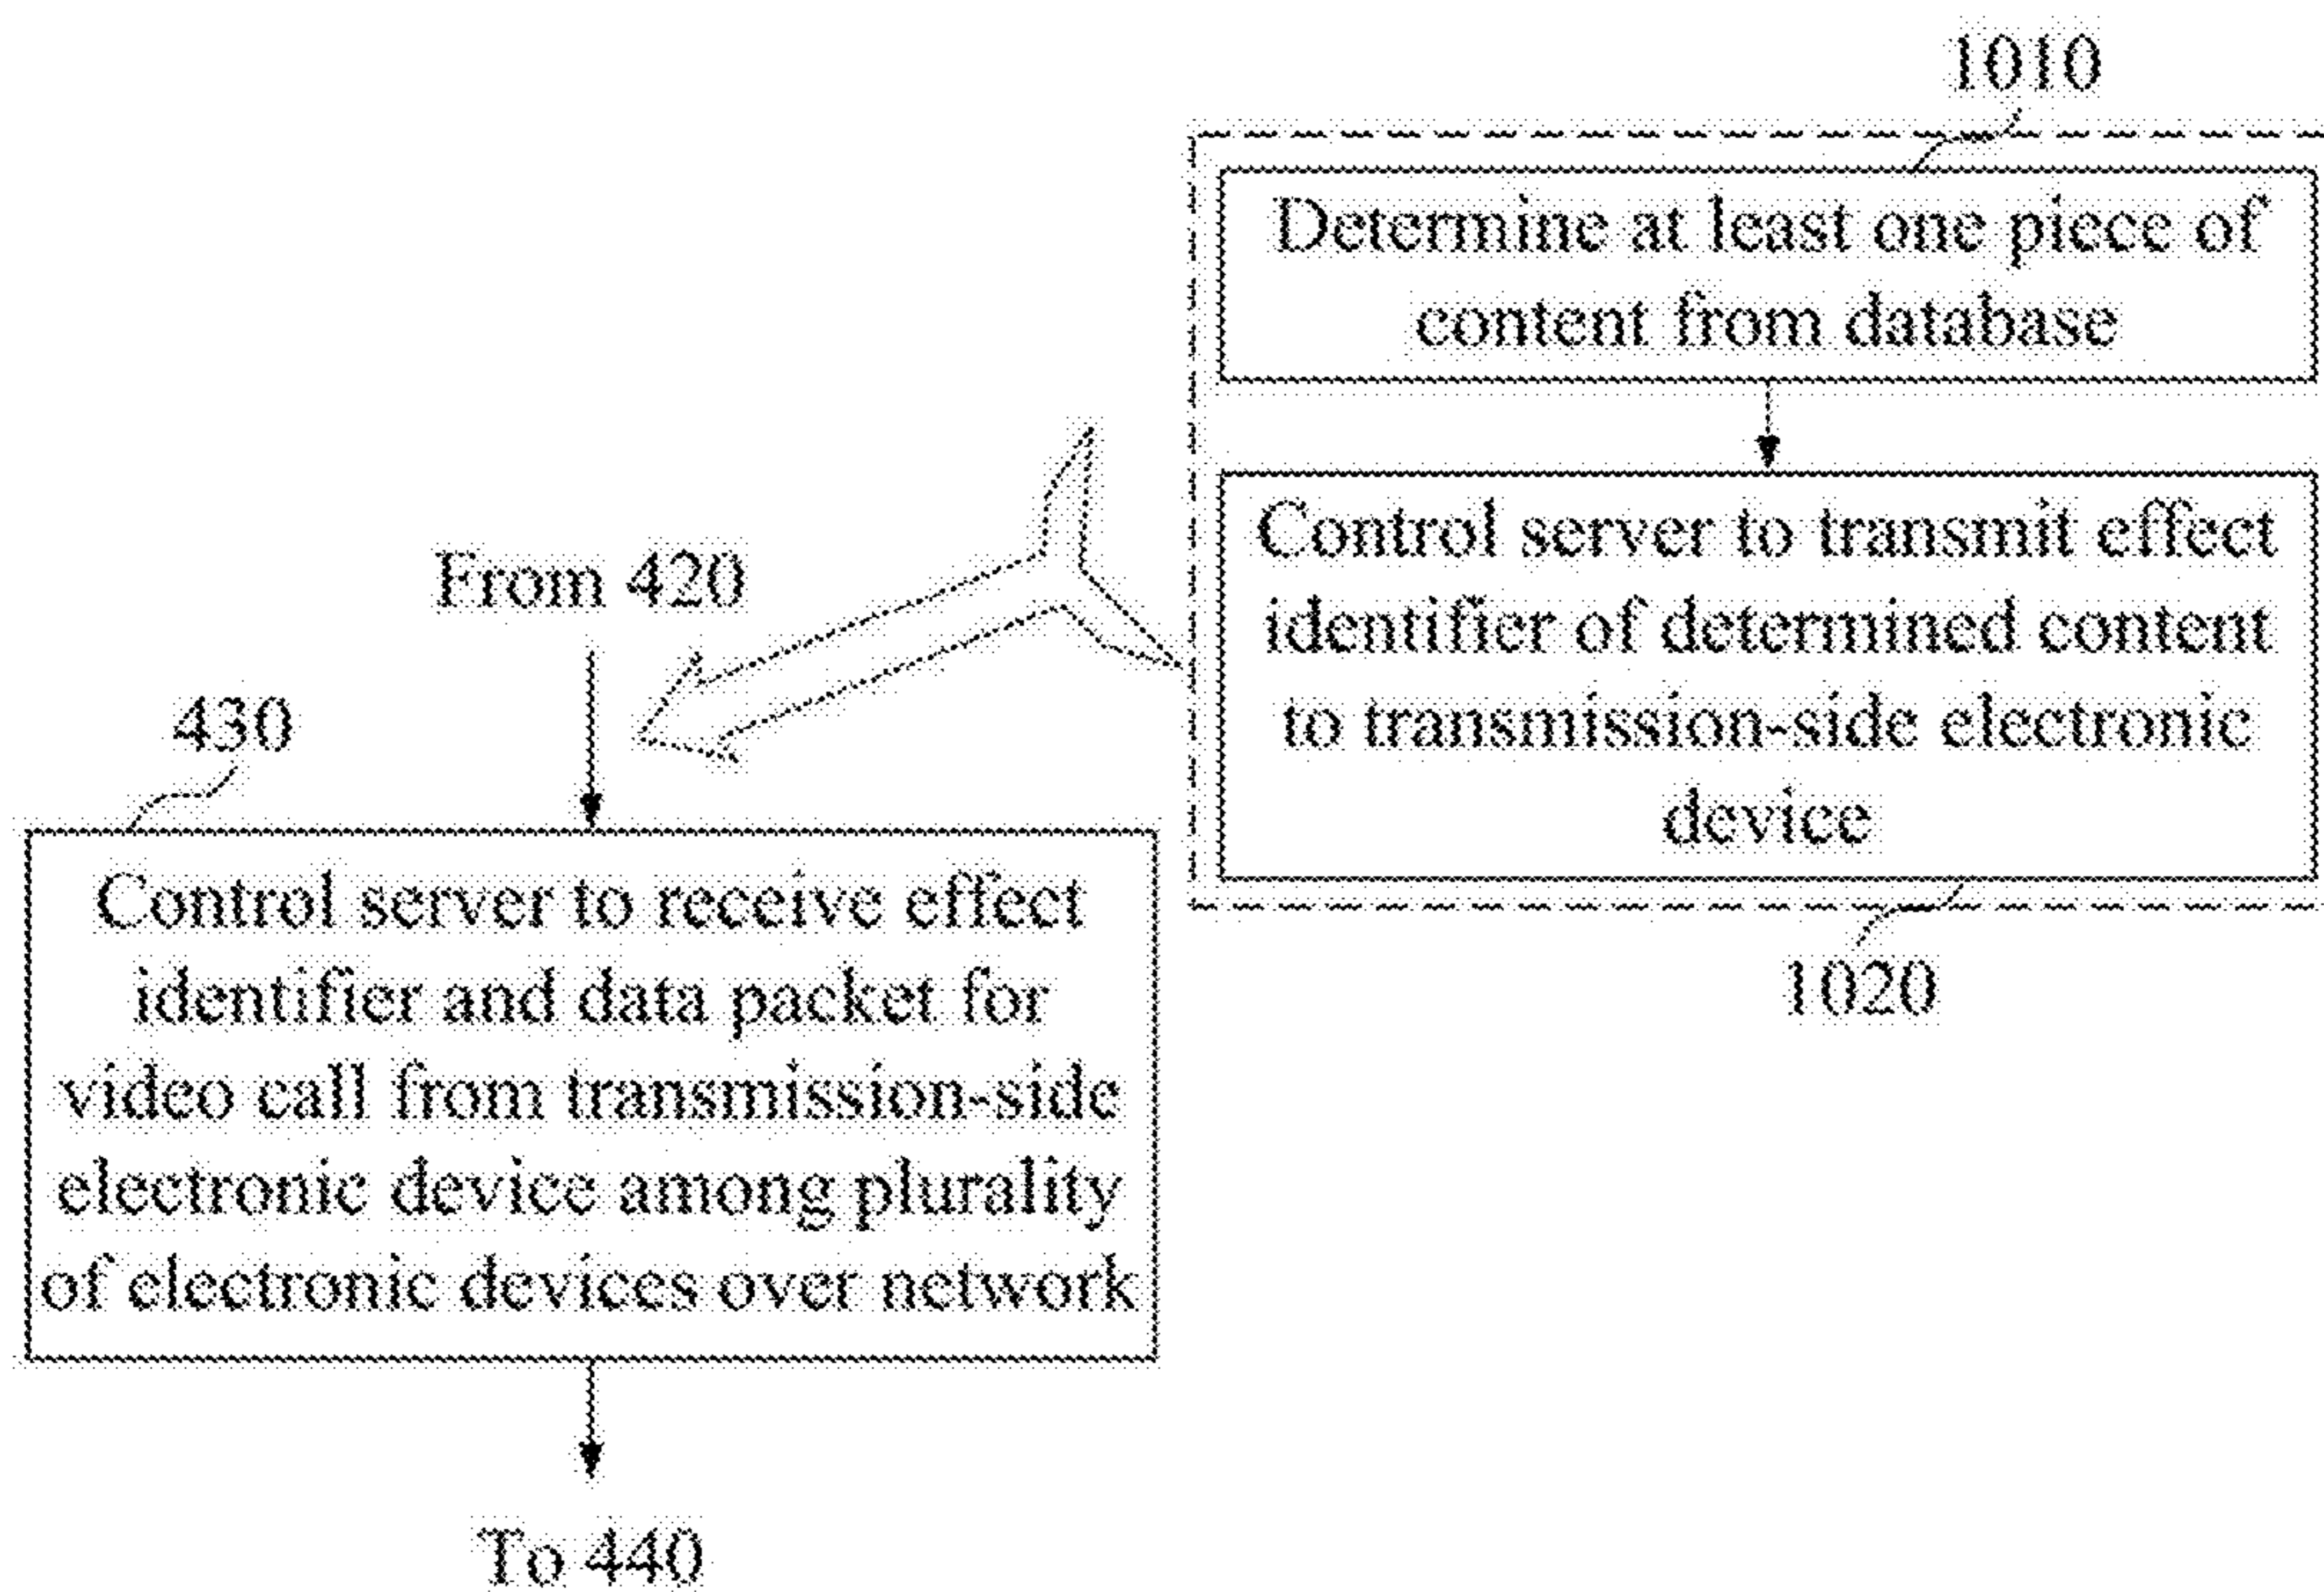 1010
Determine at least one piece of
content from database
Control server to transmit effect
identifier of determined content
to transmission-side electronic
device
1020
From 420
430
Control server to receive effect
identifier and data packet for
video call from transmission-side
electronic device among plurality
of electronic devices over network
To 440